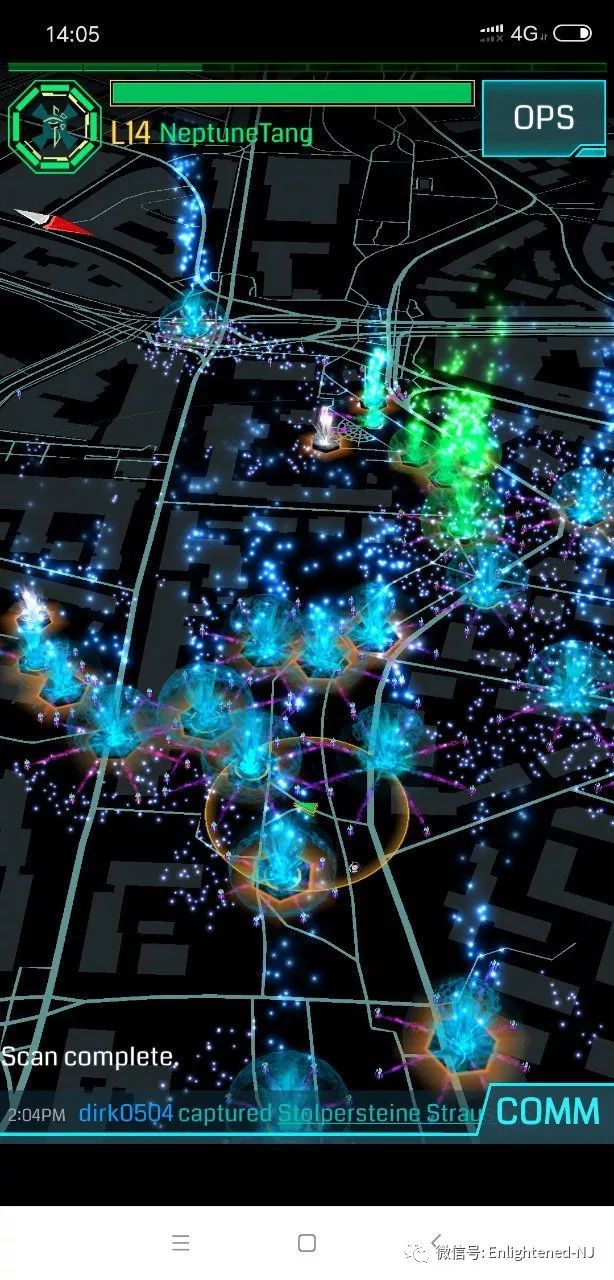 14:05
4G
OPS
L14 NeptuneTang
Scan complete.
2:04PM dirk0504 captured Stolpersteine Strau
COMM
微信号: Enlightened-NJ